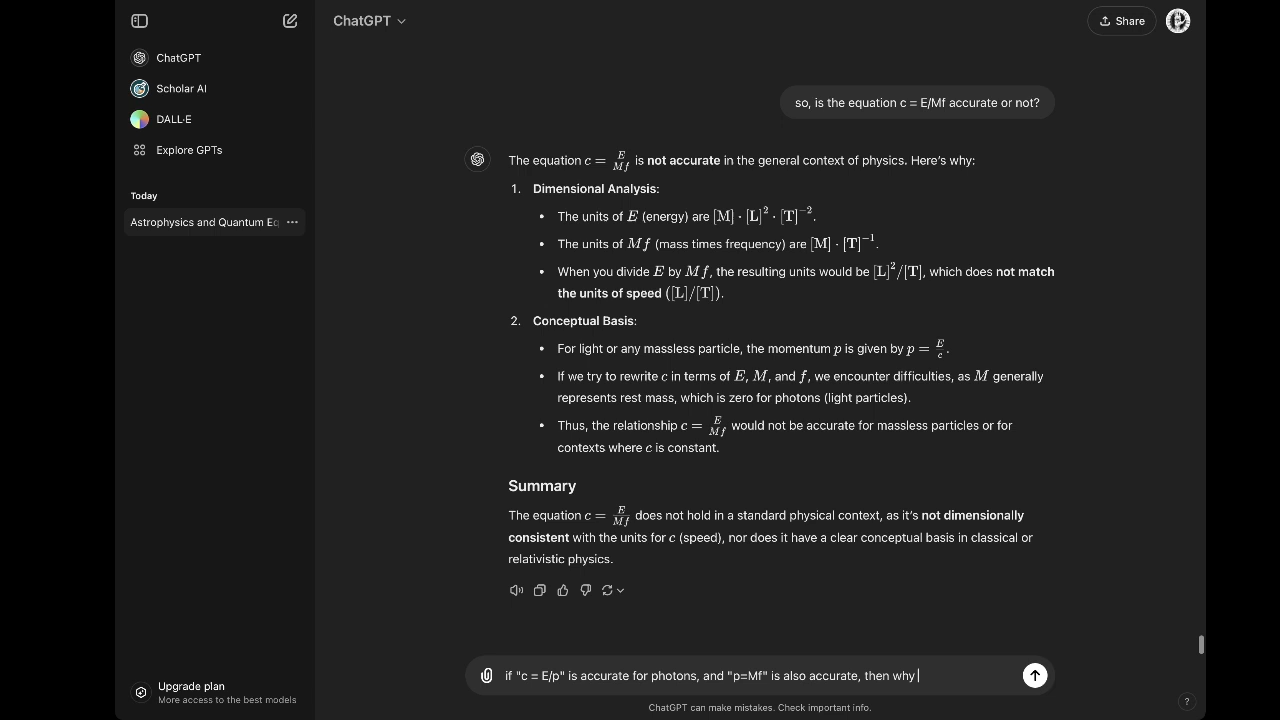 ChatGPT
Share
ChatGPT
Scholar AI
DALL·E
Explore GPTs
Today
Astrophysics and Quantum Eq
so, is the equation c = E/Mf accurate or not?
The equation c = E/Mf is not accurate in the general context of physics. Here's why:
1. Dimensional Analysis:
• The units of E (energy) are [M] · [L]² · [T]⁻².
• The units of Mf (mass times frequency) are [M] · [T]⁻¹.
• When you divide E by Mf, the resulting units would be [L]²/[T], which does not match
the units of speed ([L]/[T]).
2. Conceptual Basis:
• For light or any massless particle, the momentum p is given by p = E/c.
• If we try to rewrite c in terms of E, M, and f, we encounter difficulties, as M generally
represents rest mass, which is zero for photons (light particles).
• Thus, the relationship c = E/Mf would not be accurate for massless particles or for
contexts where c is constant.
Summary
The equation c = E/Mf does not hold in a standard physical context, as it's not dimensionally
consistent with the units for c (speed), nor does it have a clear conceptual basis in classical or
relativistic physics.
if "c = E/p" is accurate for photons, and "p=Mf" is also accurate, then why
Upgrade plan
More access to the best models
ChatGPT can make mistakes. Check important info.
?